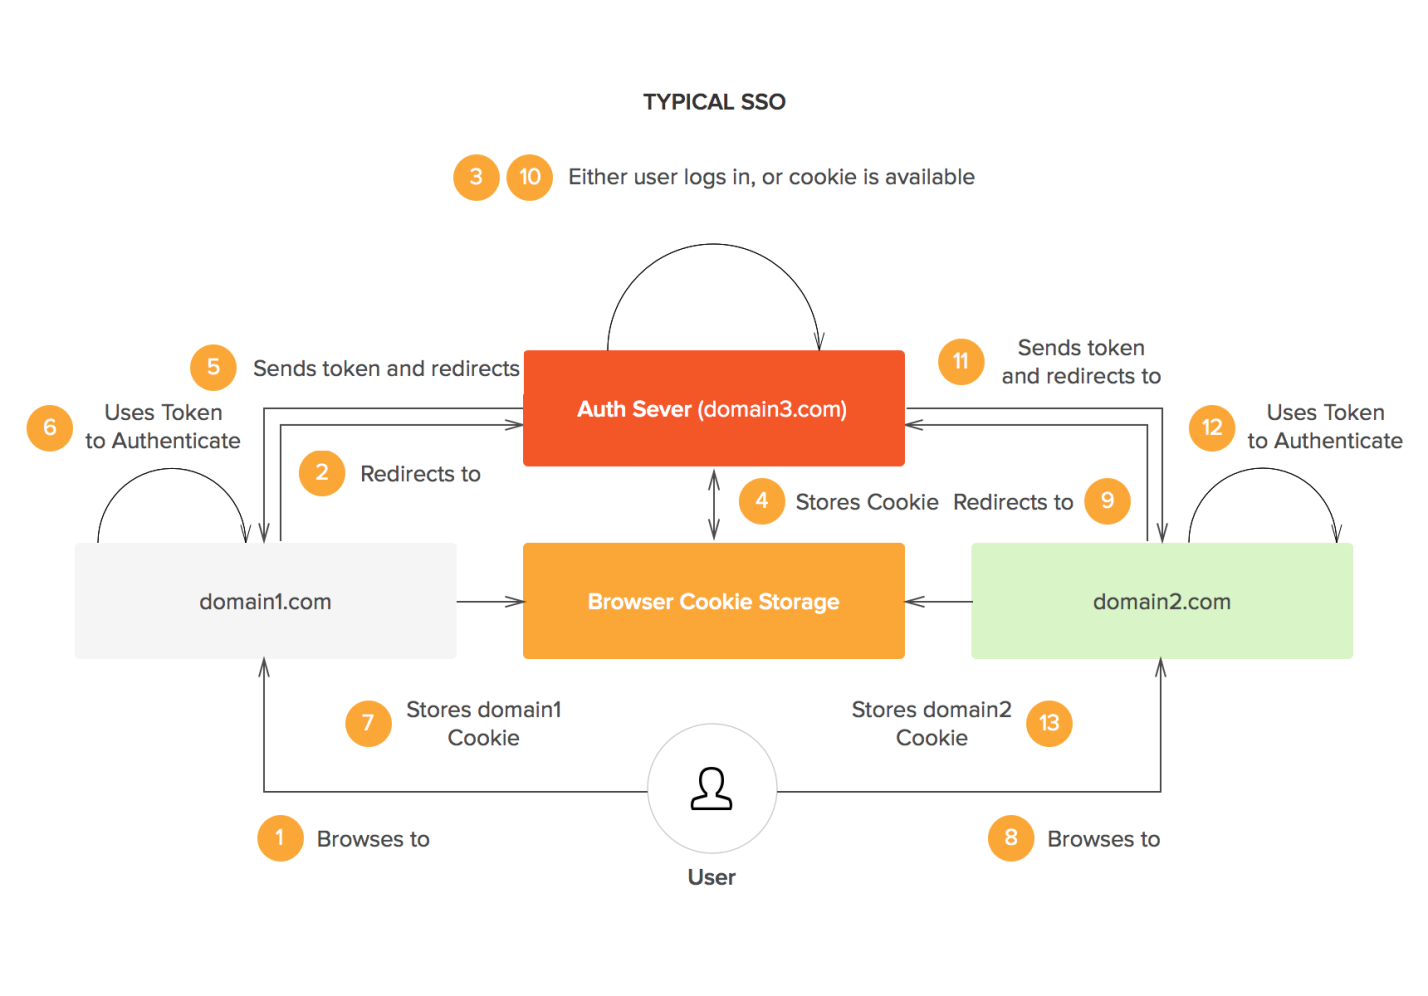 TYPICAL SSO
3 10 Either user logs in, or cookie is available
5 Sends token and redirects
11 Sends token
and redirects to
6 Uses Token
to Authenticate
Auth Sever (domain3.com)
12 Uses Token
to Authenticate
2 Redirects to
4 Stores Cookie
Redirects to 9
domain1.com
Browser Cookie Storage
domain2.com
7 Stores domain1
Cookie
Stores domain2 13
Cookie
1 Browses to
8 Browses to
User